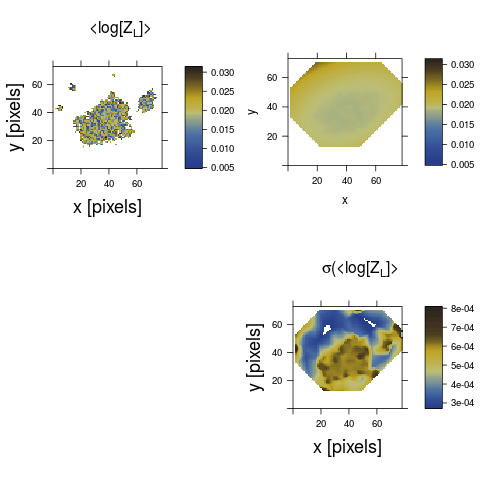 <log[Z_L]>
0.030
0.025
0.020
0.015
0.010
0.005
60
40
20
y [pixels]
20 40 60
x [pixels]
0.030
0.025
0.020
0.015
0.010
0.005
60
40
20
y
20 40 60
x
σ(<log[Z_L]>
8e-04
7e-04
6e-04
5e-04
4e-04
3e-04
60
40
20
y [pixels]
20 40 60
x [pixels]